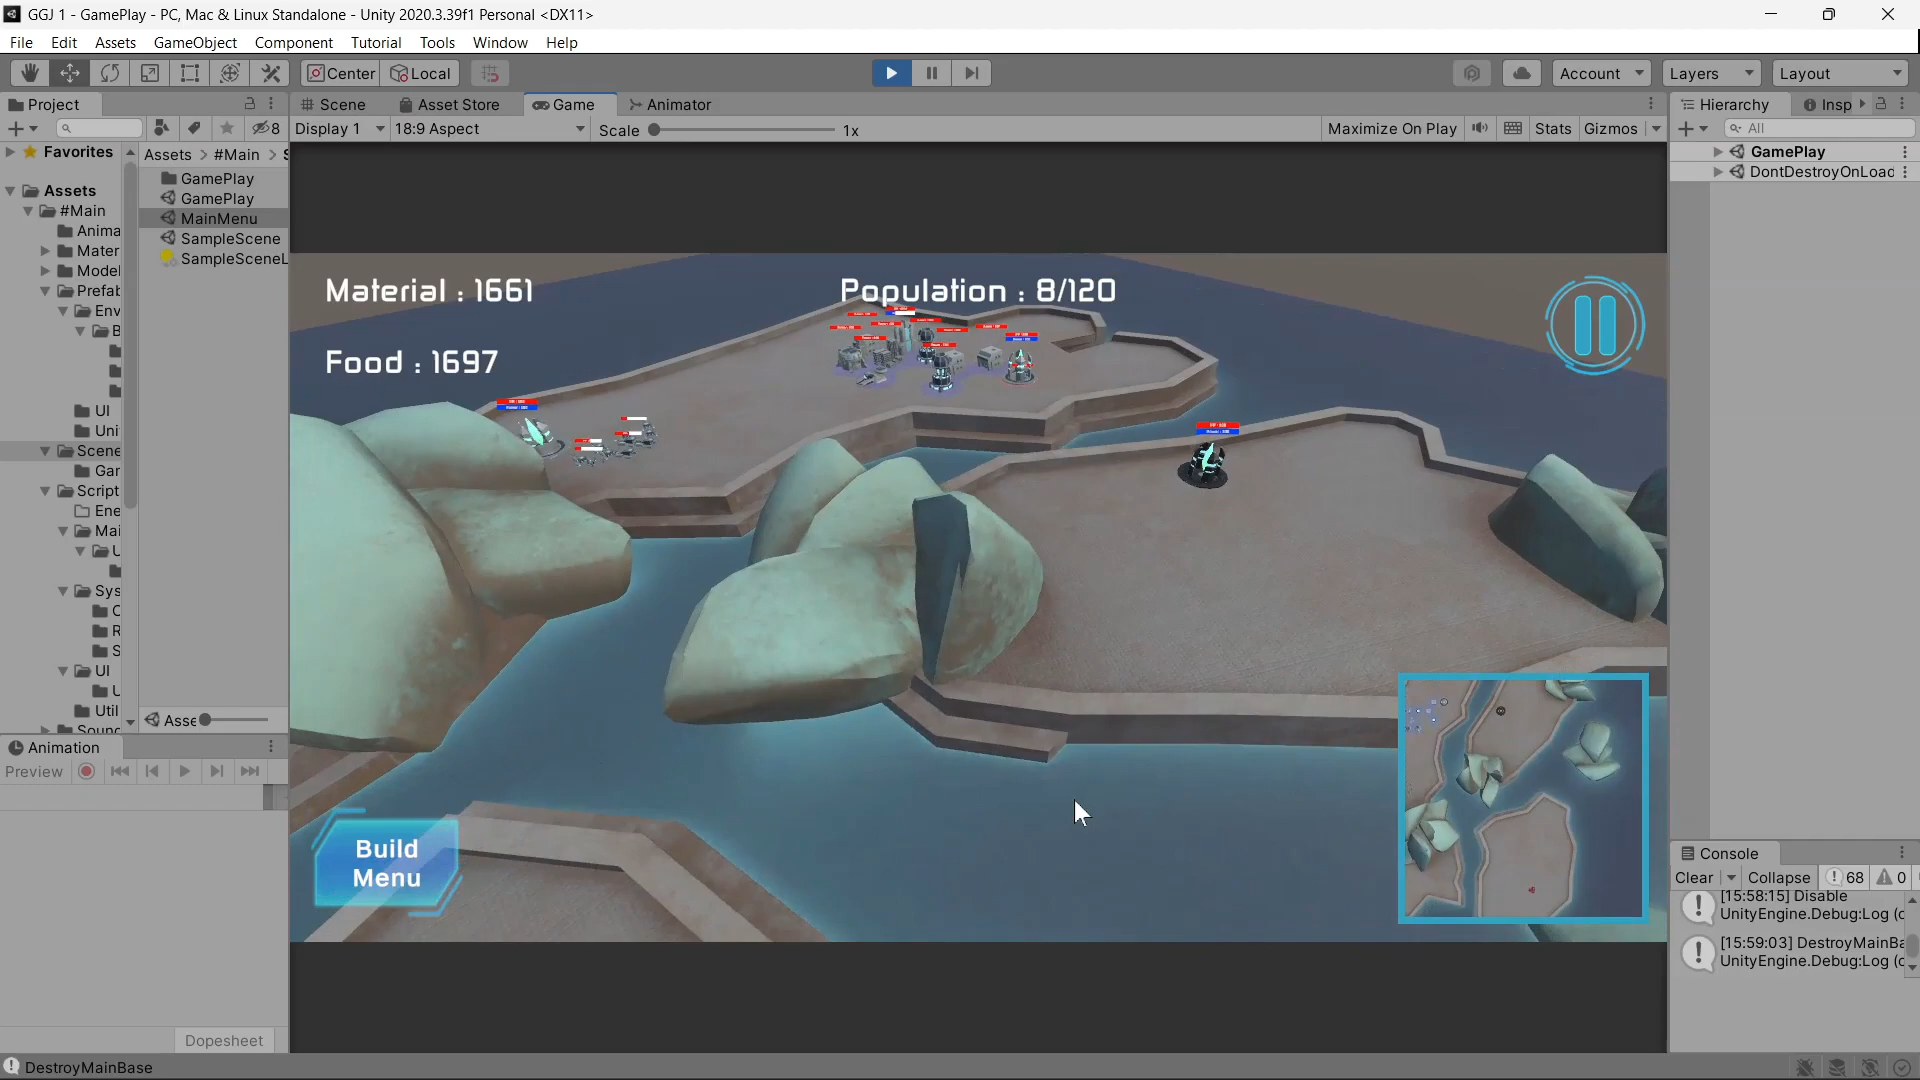 GGJ 1 - GamePlay - PC, Mac & Linux Standalone - Unity 2020.3.39f1 Personal <DX11>
File Edit Assets GameObject Component Tutorial Tools Window Help
Center Local Account Layers Layout
Project
Scene Asset Store Game Animator
Hierarchy Insp
8
Display 1 18:9 Aspect Scale 1x Maximize On Play Stats Gizmos
All
Favorites
Assets
#Main
Anima
Mater
Model
Prefab
Env
B
UI
Uni
Scene
Gar
Script
Ene
Mai
U
Sys
C
R
S
UI
U
Util
Sound
Assets > #Main > S
GamePlay
GamePlay
MainMenu
SampleScene
SampleSceneL
Asse
GamePlay
DontDestroyOnLoad
Material : 1661
Population : 8/120
Food : 1697
Build
Menu
Animation
Preview
Dopesheet
Console
Clear Collapse 68 0
[15:58:15] Disable
UnityEngine.Debug:Log (o
[15:59:03] DestroyMainBa
UnityEngine.Debug:Log (o
DestroyMainBase